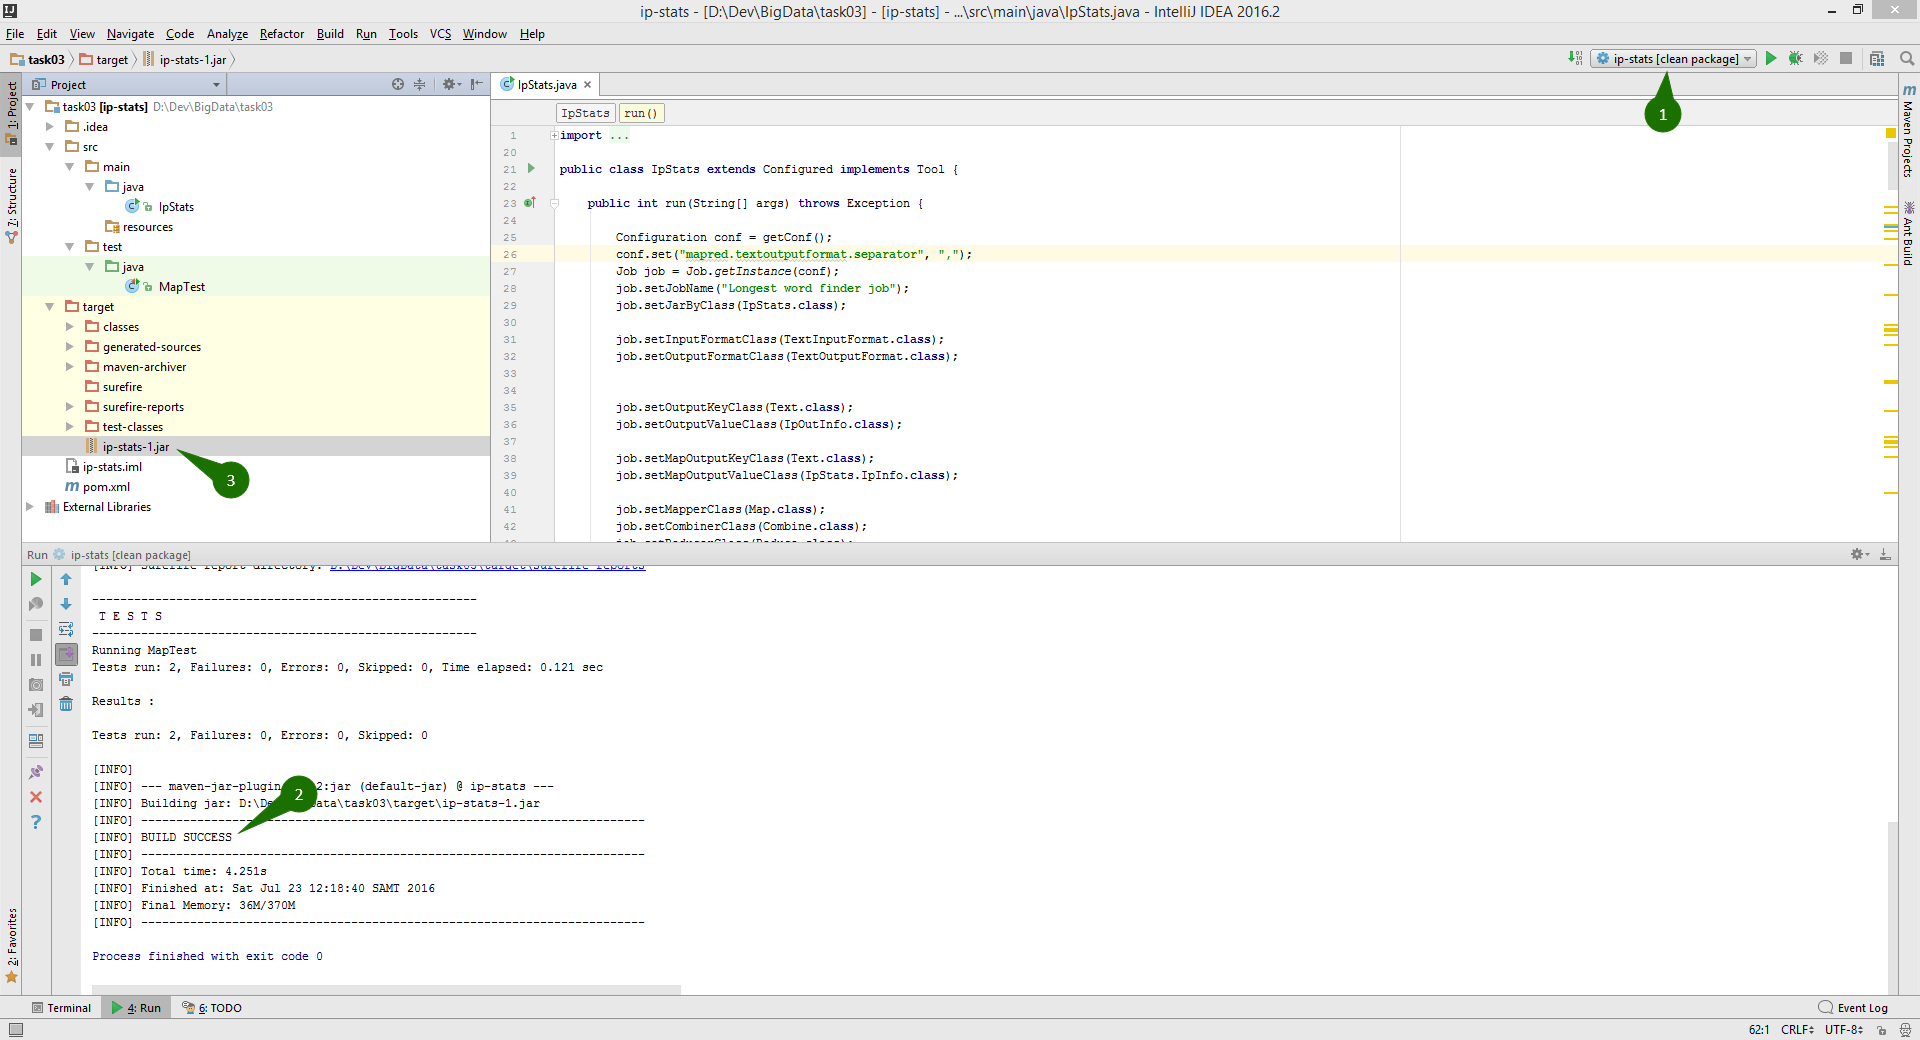 ip-stats - [D:\Dev\BigData\task03] - [ip-stats] - ...\src\main\java\IpStats.java - IntelliJ IDEA 2016.2
File Edit View Navigate Code Analyze Refactor Build Run Tools VCS Window Help
task03 target ip-stats-1.jar
ip-stats [clean package]
1
1: Project
7: Structure
2: Favorites
Project
task03 [ip-stats] D:\Dev\BigData\task03
.idea
src
main
java
IpStats
resources
test
java
MapTest
target
classes
generated-sources
maven-archiver
surefire
surefire-reports
test-classes
ip-stats-1.jar
3
ip-stats.iml
pom.xml
External Libraries
IpStats.java
IpStats run()
1 import ...
20
21 public class IpStats extends Configured implements Tool {
22
23 public int run(String[] args) throws Exception {
24
25 Configuration conf = getConf();
26 conf.set("mapred.textoutputformat.separator", ",");
27 Job job = Job.getInstance(conf);
28 job.setJobName("Longest word finder job");
29 job.setJarByClass(IpStats.class);
30
31 job.setInputFormatClass(TextInputFormat.class);
32 job.setOutputFormatClass(TextOutputFormat.class);
33
34
35 job.setOutputKeyClass(Text.class);
36 job.setOutputValueClass(IpOutInfo.class);
37
38 job.setMapOutputKeyClass(Text.class);
39 job.setMapOutputValueClass(IpStats.IpInfo.class);
40
41 job.setMapperClass(Map.class);
42 job.setCombinerClass(Combine.class);
Maven Projects
Ant Build
Run ip-stats [clean package]
[INFO] Surefire report directory: D:\Dev\BigData\task03\target\surefire-reports
-------------------------------------------------------
T E S T S
-------------------------------------------------------
Running MapTest
Tests run: 2, Failures: 0, Errors: 0, Skipped: 0, Time elapsed: 0.121 sec
Results :
Tests run: 2, Failures: 0, Errors: 0, Skipped: 0
[INFO]
[INFO] --- maven-jar-plugin 2:jar (default-jar) @ ip-stats ---
2
[INFO] Building jar: D:\De ata\task03\target\ip-stats-1.jar
[INFO] ------------------------------------------------------------------------
[INFO] BUILD SUCCESS
[INFO] ------------------------------------------------------------------------
[INFO] Total time: 4.251s
[INFO] Finished at: Sat Jul 23 12:18:40 SAMT 2016
[INFO] Final Memory: 36M/370M
[INFO] ------------------------------------------------------------------------
Process finished with exit code 0
Terminal 4: Run 6: TODO Event Log
62:1 CRLF UTF-8